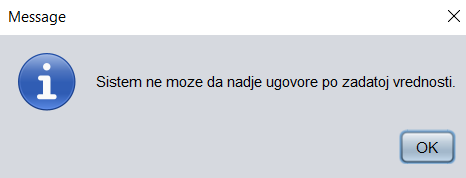 Message
Sistem ne moze da nadje ugovore po zadatoj vrednosti.
OK